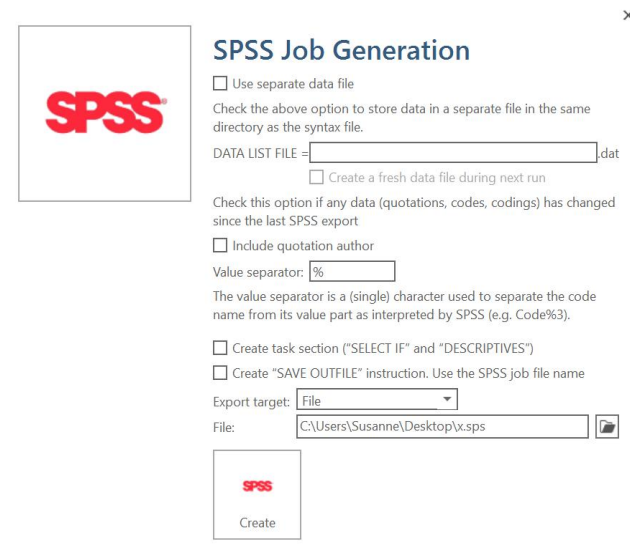 SPSS Job Generation
SPSS®
Use separate data file
Check the above option to store data in a separate file in the same
directory as the syntax file.
DATA LIST FILE = .dat
Create a fresh data file during next run
Check this option if any data (quotations, codes, codings) has changed
since the last SPSS export
Include quotation author
Value separator: %
The value separator is a (single) character used to separate the code
name from its value part as interpreted by SPSS (e.g. Code%3).
Create task section ("SELECT IF" and "DESCRIPTIVES")
Create "SAVE OUTFILE" instruction. Use the SPSS job file name
Export target: File
File: C:\Users\Susanne\Desktop\x.sps
SPSS
Create